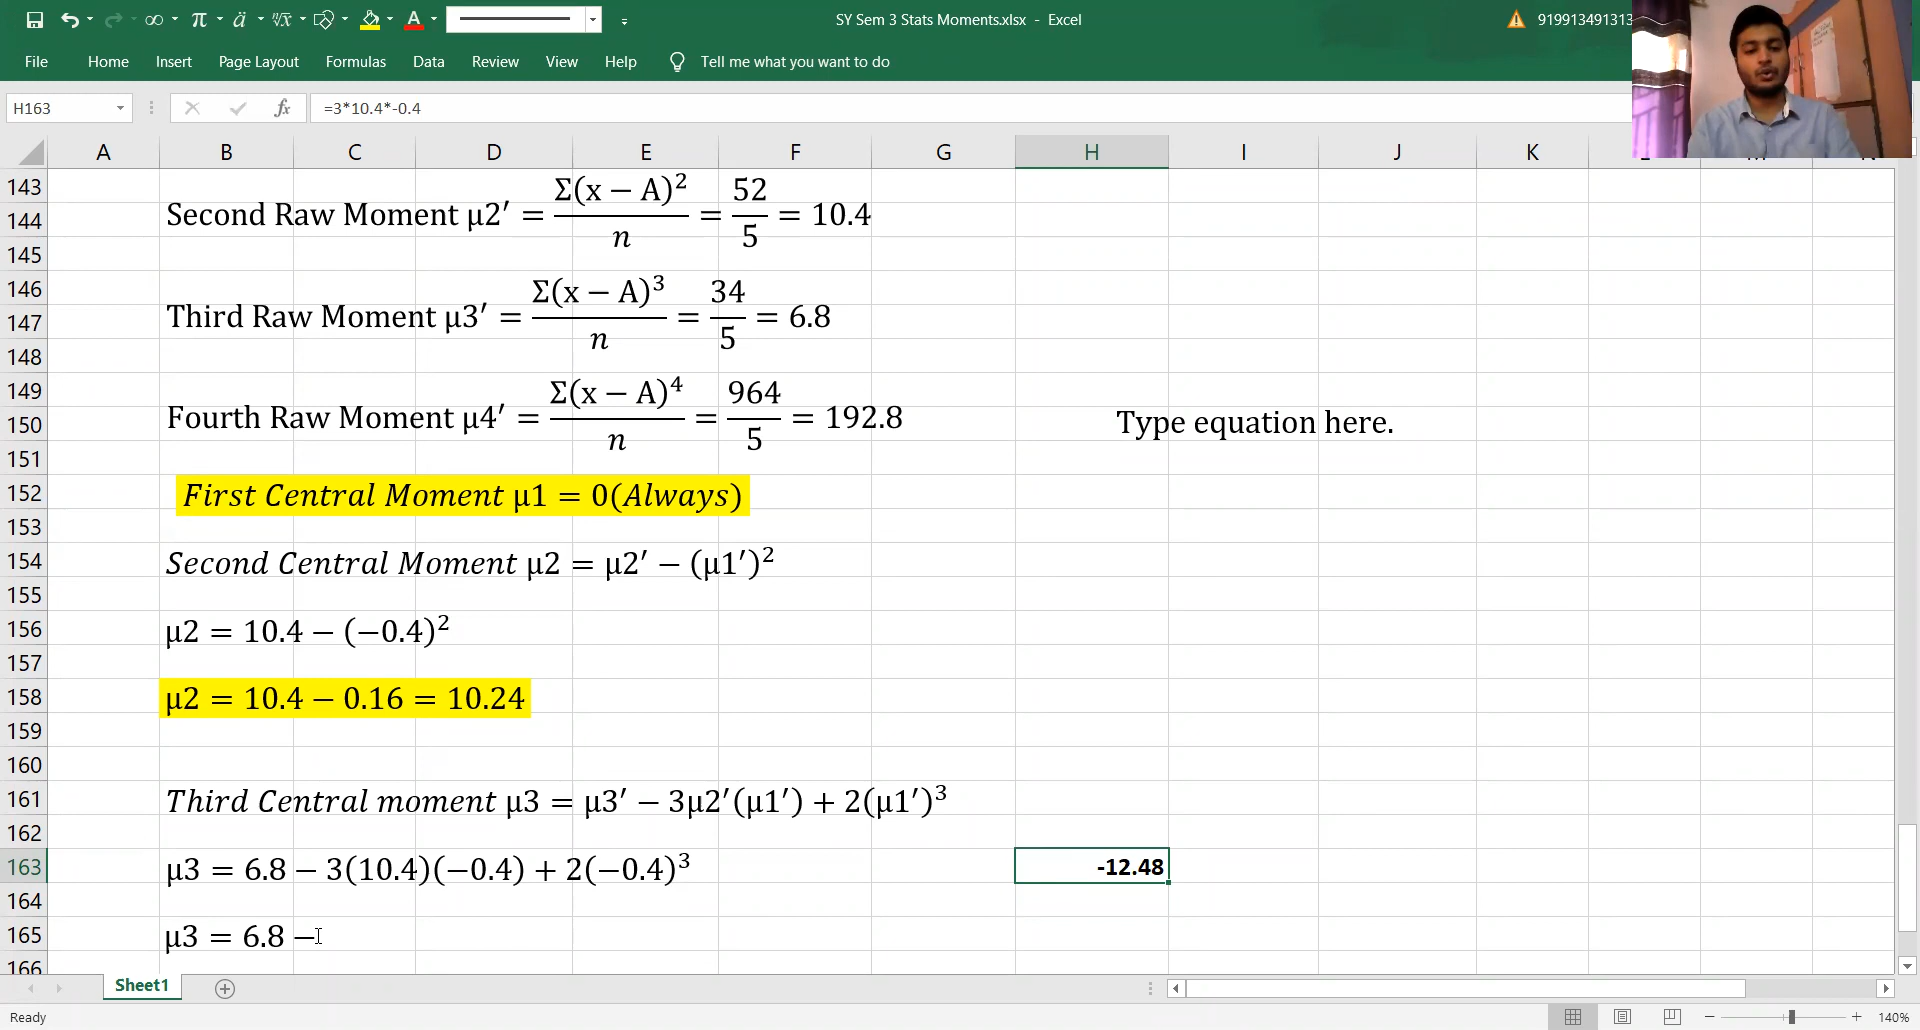 SY Sem 3 Stats Moments.xlsx - Excel
91991349131
File Home Insert Page Layout Formulas Data Review View Help Tell me what you want to do
H163 fx =3*10.4*-0.4
A B C D E F G H I J K
143
144
145
146
147
148
149
150
151
152
153
154
155
156
157
158
159
160
161
162
163
164
165
166
Second Raw Moment μ2′ = Σ(x − A)²/n = 52/5 = 10.4
Third Raw Moment μ3′ = Σ(x − A)³/n = 34/5 = 6.8
Fourth Raw Moment μ4′ = Σ(x − A)⁴/n = 964/5 = 192.8
Type equation here.
First Central Moment μ1 = 0(Always)
Second Central Moment μ2 = μ2′ − (μ1′)²
μ2 = 10.4 − (−0.4)²
μ2 = 10.4 − 0.16 = 10.24
Third Central moment μ3 = μ3′ − 3μ2′(μ1′) + 2(μ1′)³
μ3 = 6.8 − 3(10.4)(−0.4) + 2(−0.4)³
-12.48
μ3 = 6.8 −
Sheet1
Ready
140%